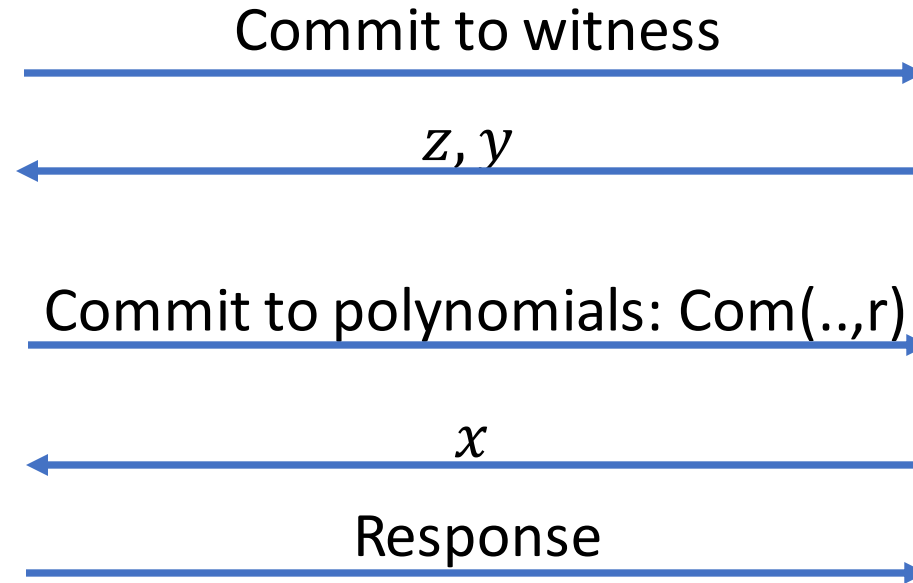 Commit to witness
z, y
Commit to polynomials: Com(..,r)
x
Response